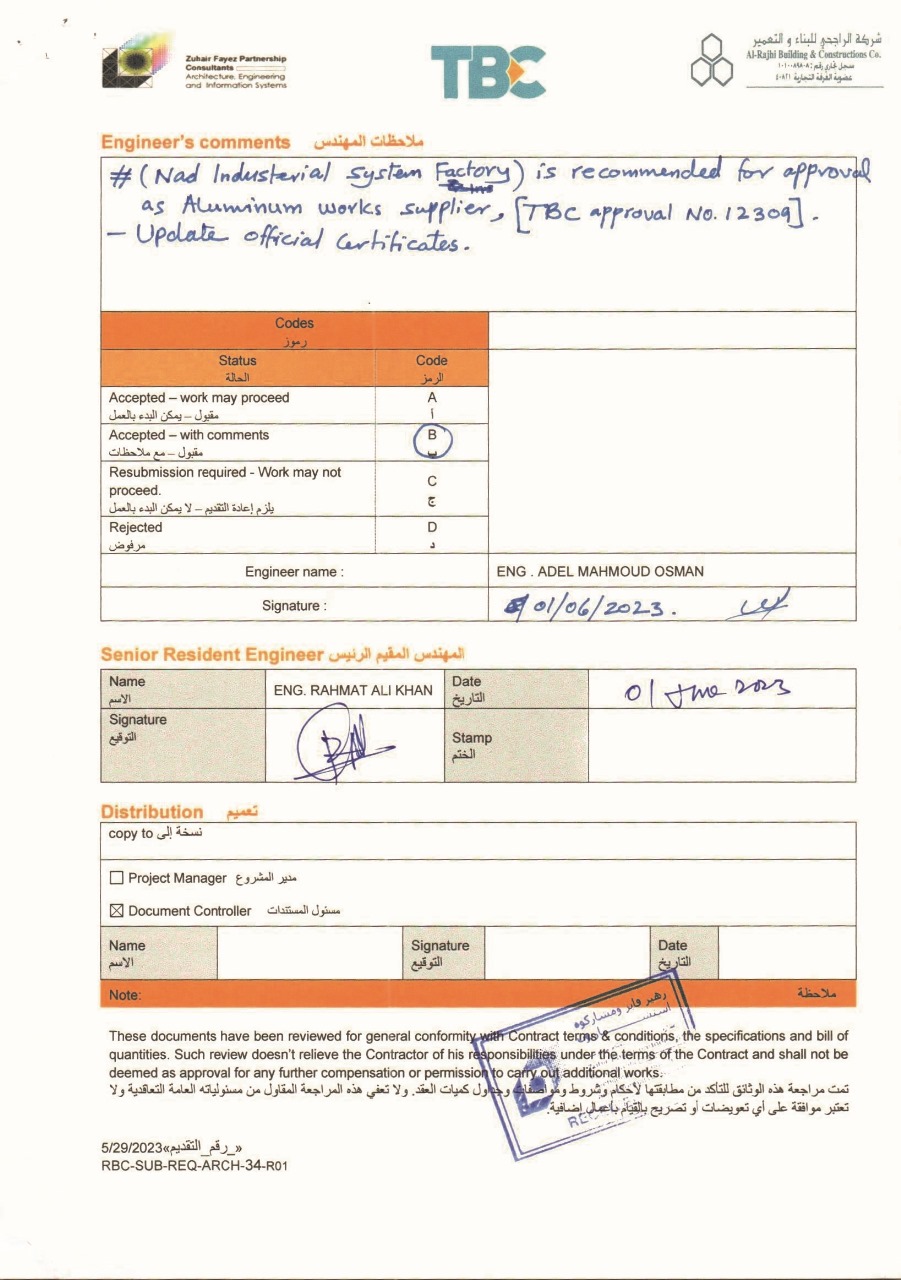 Zuhair Fayez Partnership
Consultants
Architecture, Engineering
and Information Systems
TBC
شركة الراجحي للبناء و التعمير
Al-Rajhi Building & Constructions Co.
Engineer's comments ملاحظات المهندس
# (Nad Industerial System Factory) is recommended for approval
as Aluminum works supplier, [TBC approval No. 12309].
- Update official certificates.
Codes
رموز
Status Code
الحالة الرمز
Accepted – work may proceed A
مقبول – يمكن البدء بالعمل أ
Accepted – with comments B
مقبول – مع ملاحظات ب
Resubmission required - Work may not
proceed. C
يلزم إعادة التقديم – لا يمكن البدء بالعمل ج
Rejected D
مرفوض د
Engineer name : ENG . ADEL MAHMOUD OSMAN
Signature : 01/06/2023.
Senior Resident Engineer المهندس المقيم الرئيس
Name ENG. RAHMAT ALI KHAN Date 01 June 2023
الاسم التاريخ
Signature Stamp
التوقيع الختم
Distribution تعميم
copy to نسخة إلى
Project Manager مدير المشروع
Document Controller مسئول المستندات
Name Signature Date
الاسم التوقيع التاريخ
Note: ملاحظة
These documents have been reviewed for general conformity with Contract terms & conditions, the specifications and bill of
quantities. Such review doesn't relieve the Contractor of his responsibilities under the terms of the Contract and shall not be
deemed as approval for any further compensation or permission to carry out additional works.
تمت مراجعة هذه الوثائق للتأكد من مطابقتها لأحكام وشروط ومواصفات وجداول كميات العقد. ولا تعفي هذه المراجعة المقاول من مسئولياته العامة التعاقدية ولا
تعتبر موافقة على أي تعويضات أو تصريح بالقيام بأعمال إضافية.
5/29/2023«_رقم_التقديم_»
RBC-SUB-REQ-ARCH-34-R01